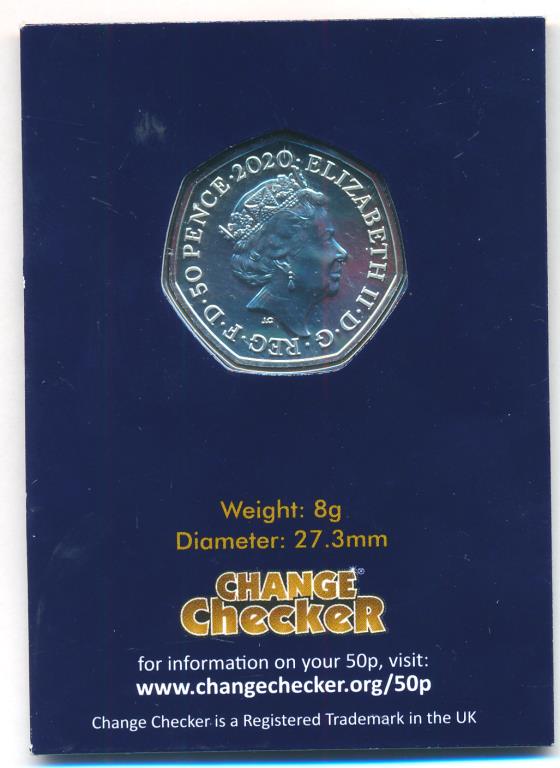 ELIZABETH II·D·G·REG·F·D·50 PENCE·2020·
JC
Weight: 8g
Diameter: 27.3mm
CHANGE
CHecKeR®
for information on your 50p, visit:
www.changechecker.org/50p
Change Checker is a Registered Trademark in the UK